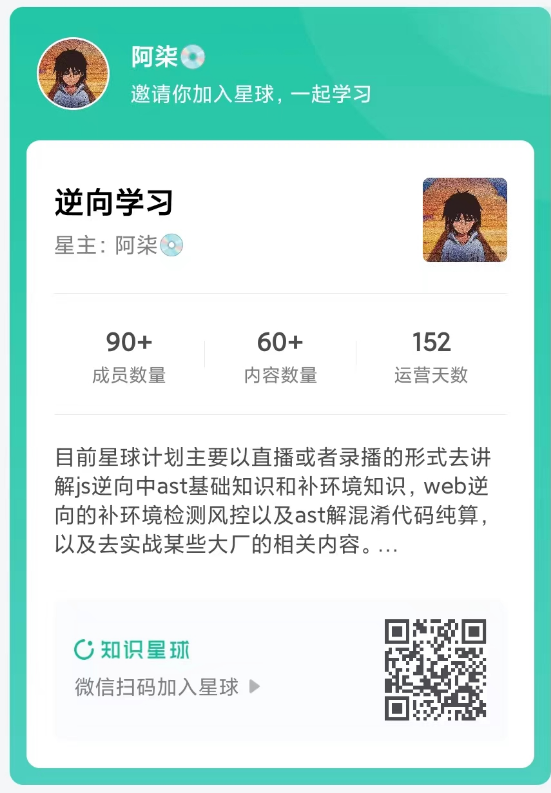 阿柒💿
邀请你加入星球，一起学习
逆向学习
星主：阿柒💿
90+
60+
152
成员数量
内容数量
运营天数
目前星球计划主要以直播或者录播的形式去讲
解js逆向中ast基础知识和补环境知识，web逆
向的补环境检测风控以及ast解混淆代码纯算，
以及去实战某些大厂的相关内容。...
知识星球
微信扫码加入星球 ▶